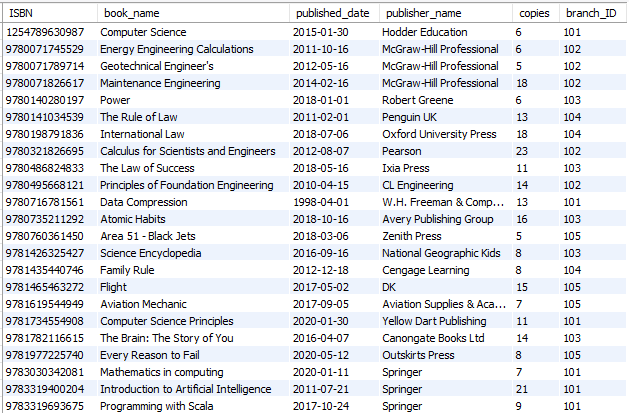 ISBN book_name published_date publisher_name copies branch_ID
1254789630987 Computer Science 2015-01-30 Hodder Education 6 101
9780071745529 Energy Engineering Calculations 2011-10-16 McGraw-Hill Professional 6 102
9780071789714 Geotechnical Engineer's 2012-05-16 McGraw-Hill Professional 5 102
9780071826617 Maintenance Engineering 2014-02-16 McGraw-Hill Professional 18 102
9780140280197 Power 2018-01-01 Robert Greene 6 103
9780141034539 The Rule of Law 2011-02-01 Penguin UK 13 104
9780198791836 International Law 2018-07-06 Oxford University Press 18 104
9780321826695 Calculus for Scientists and Engineers 2012-08-07 Pearson 23 102
9780486824833 The Law of Success 2018-05-16 Ixia Press 11 103
9780495668121 Principles of Foundation Engineering 2010-04-15 CL Engineering 14 102
9780716781561 Data Compression 1998-04-01 W.H. Freeman & Comp... 13 101
9780735211292 Atomic Habits 2018-10-16 Avery Publishing Group 16 103
9780760361450 Area 51 - Black Jets 2018-03-06 Zenith Press 5 105
9781426325427 Science Encyclopedia 2016-09-16 National Geographic Kids 8 103
9781435440746 Family Rule 2012-12-18 Cengage Learning 8 104
9781465463272 Flight 2017-05-02 DK 15 105
9781619544949 Aviation Mechanic 2017-09-05 Aviation Supplies & Aca... 7 105
9781734554908 Computer Science Principles 2020-01-30 Yellow Dart Publishing 11 101
9781782116615 The Brain: The Story of You 2016-04-07 Canongate Books Ltd 14 103
9781977225740 Every Reason to Fail 2020-05-12 Outskirts Press 8 105
9783030342081 Mathematics in computing 2020-01-11 Springer 7 101
9783319400204 Introduction to Artificial Intelligence 2011-07-21 Springer 21 101
9783319693675 Programming with Scala 2017-10-24 Springer 9 101